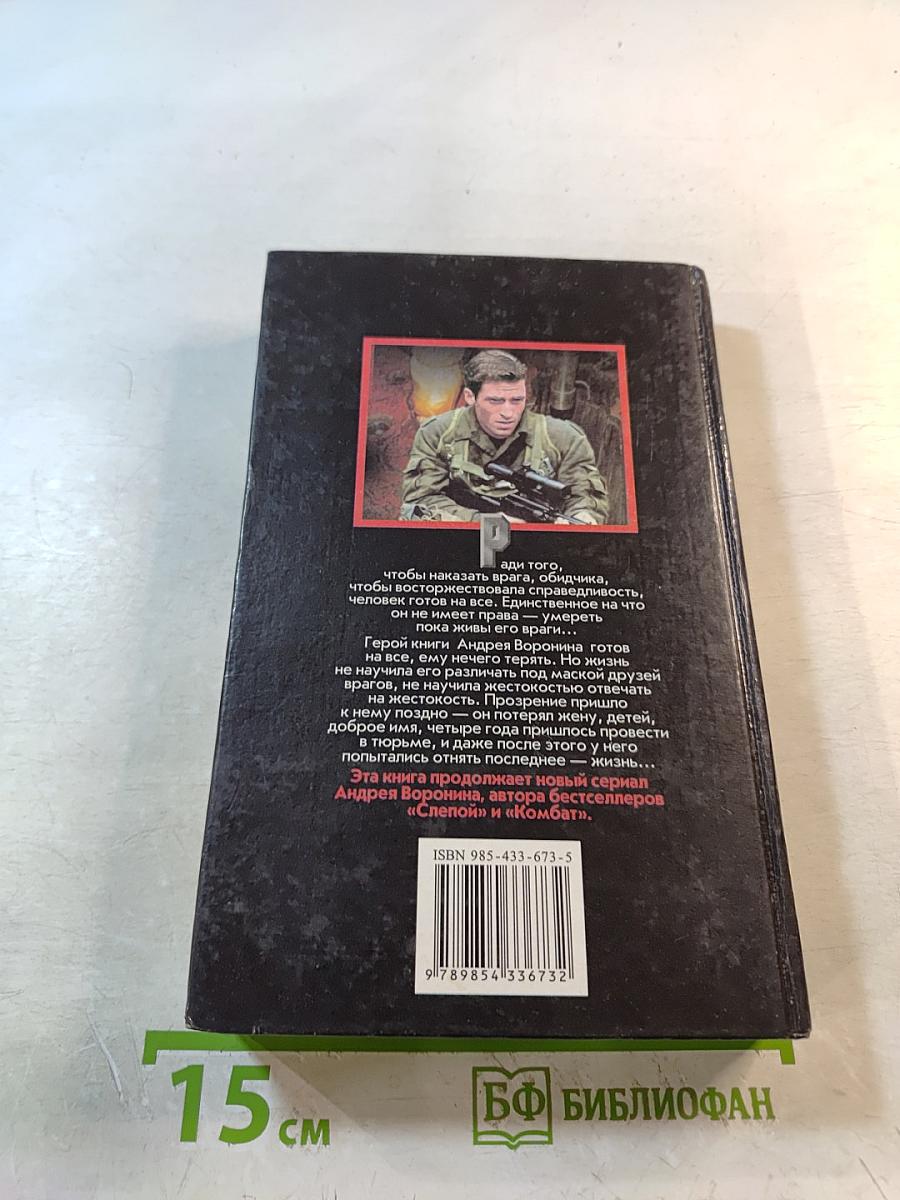 Ради того,
чтобы наказать врага, обидчика,
чтобы восторжествовала справедливость,
человек готов на все. Единственное на что
он не имеет права — умереть
пока живы его враги...
Герой книги Андрея Воронина готов
на все, ему нечего терять. Но жизнь
не научила его различать под маской друзей
врагов, не научила жестокостью отвечать
на жестокость. Прозрение пришло
к нему поздно — он потерял жену, детей,
доброе имя, четыре года пришлось провести
в тюрьме, и даже после этого у него
попытались отнять последнее — жизнь...
Эта книга продолжает новый сериал
Андрея Воронина, автора бестселлеров
«Слепой» и «Комбат».
ISBN 985-433-673-5
9 789854 336732
15 см
БФ БИБЛИОФАН